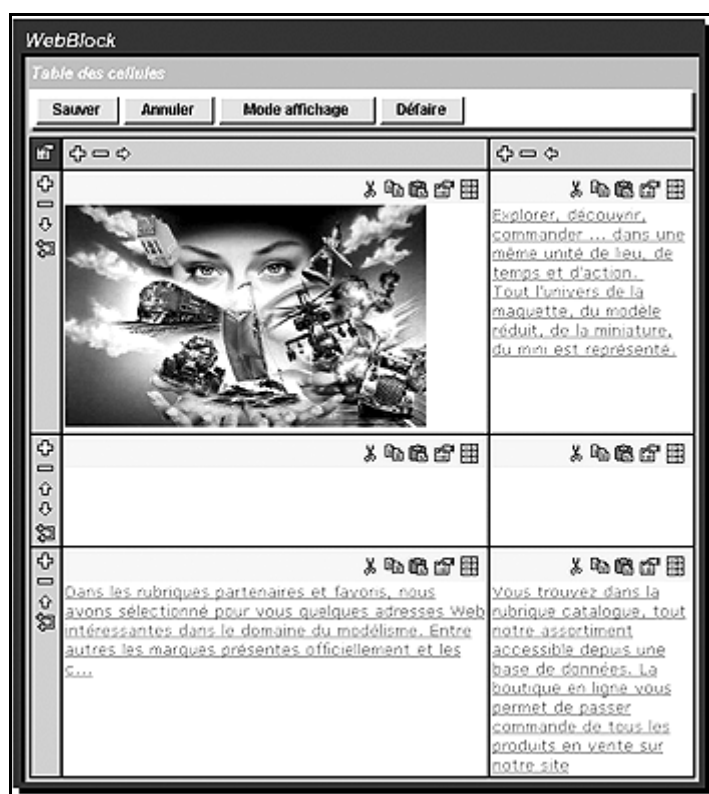 WebBlock
Table des cellules
Sauver Annuler Mode affichage Défaire
Explorer, découvrir,
commander ... dans une
même unité de lieu, de
temps et d'action.
Tout l'univers de la
maquette, du modèle
réduit, de la miniature,
du mini est représenté.
Dans les rubriques partenaires et favoris, nous
avons sélectionné pour vous quelques adresses Web
intéressantes dans le domaine du modélisme. Entre
autres les marques présentes officiellement et les
c...
Vous trouvez dans la
rubrique catalogue, tout
notre assortiment
accessible depuis une
base de données. La
boutique en ligne vous
permet de passer
commande de tous les
produits en vente sur
notre site